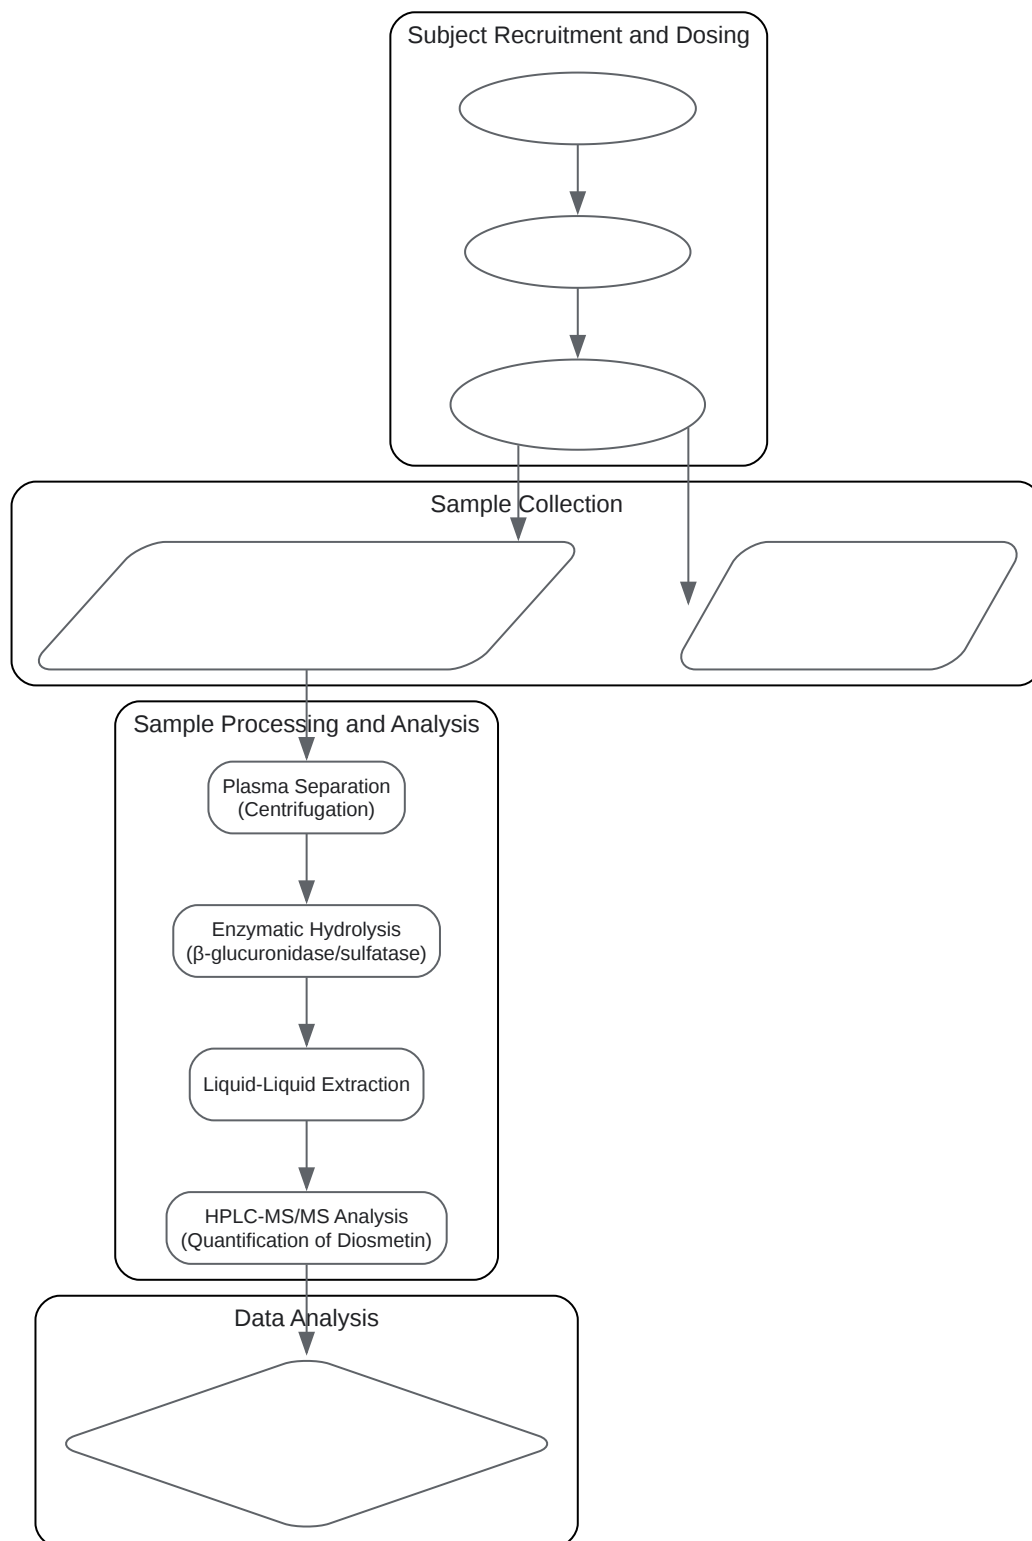 Subject Recruitment and Dosing
Sample Collection
Sample Processing and Analysis
Plasma Separation
(Centrifugation)
Enzymatic Hydrolysis
(β-glucuronidase/sulfatase)
Liquid-Liquid Extraction
HPLC-MS/MS Analysis
(Quantification of Diosmetin)
Data Analysis